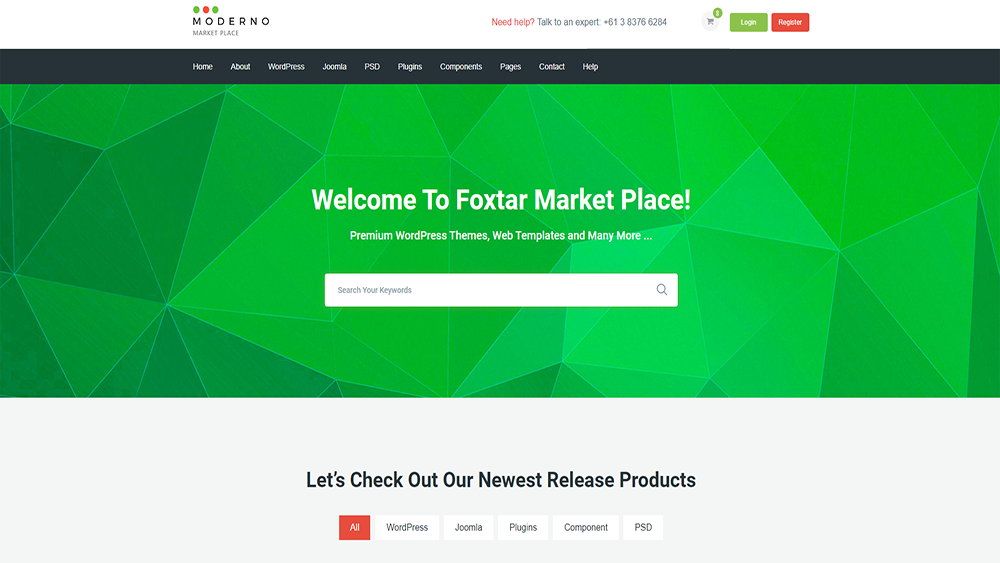 MODERNO
MARKET PLACE
Need help? Talk to an expert: +61 3 8376 6284
8
Login
Register
Home About WordPress Joomla PSD Plugins Components Pages Contact Help
Welcome To Foxtar Market Place!
Premium WordPress Themes, Web Templates and Many More ...
Search Your Keywords
Let’s Check Out Our Newest Release Products
All WordPress Joomla Plugins Component PSD